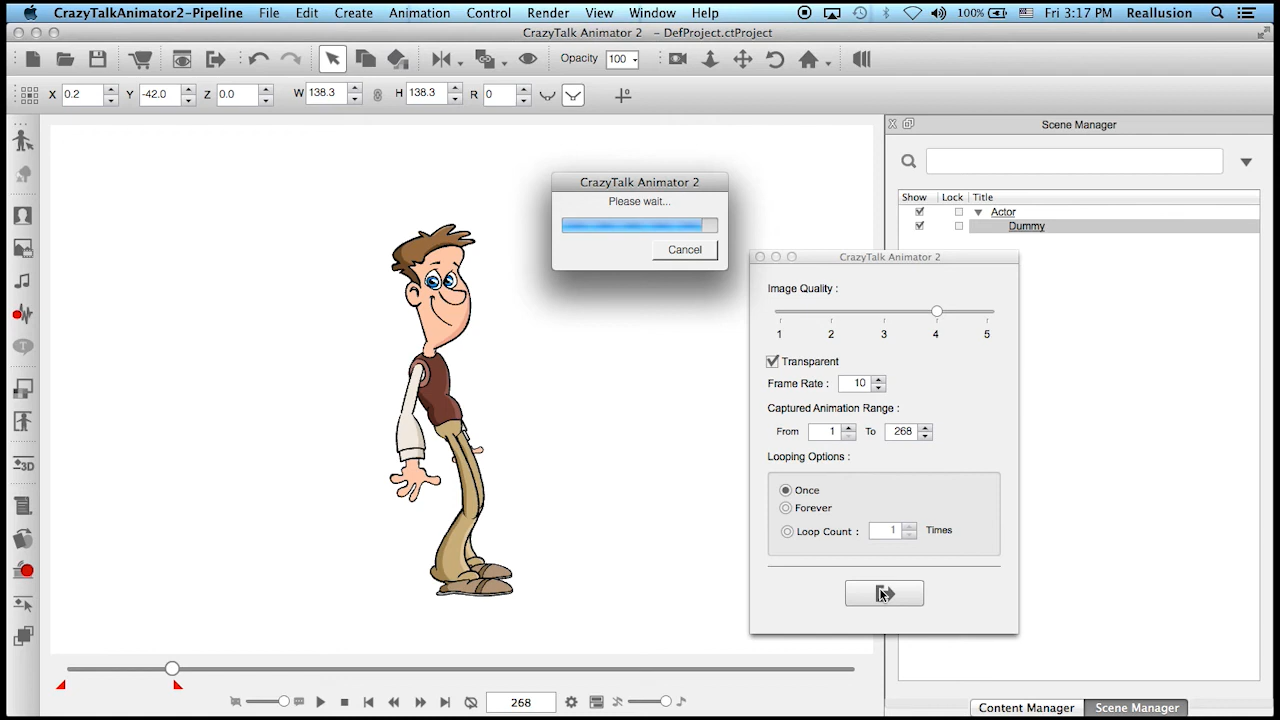 CrazyTalkAnimator2-Pipeline File Edit Create Animation Control Render View Window Help 100% Fri 3:17 PM Reallusion
CrazyTalk Animator 2 - DefProject.ctProject
Opacity 100
X 0.2 Y -42.0 Z 0.0 W 138.3 H 138.3 R 0
Scene Manager
Show Lock Title
Actor
Dummy
CrazyTalk Animator 2
Please wait...
Cancel
CrazyTalk Animator 2
Image Quality :
1 2 3 4 5
Transparent
Frame Rate : 10
Captured Animation Range :
From 1 To 268
Looping Options :
Once
Forever
Loop Count : 1 Times
T
3D
268
Content Manager Scene Manager